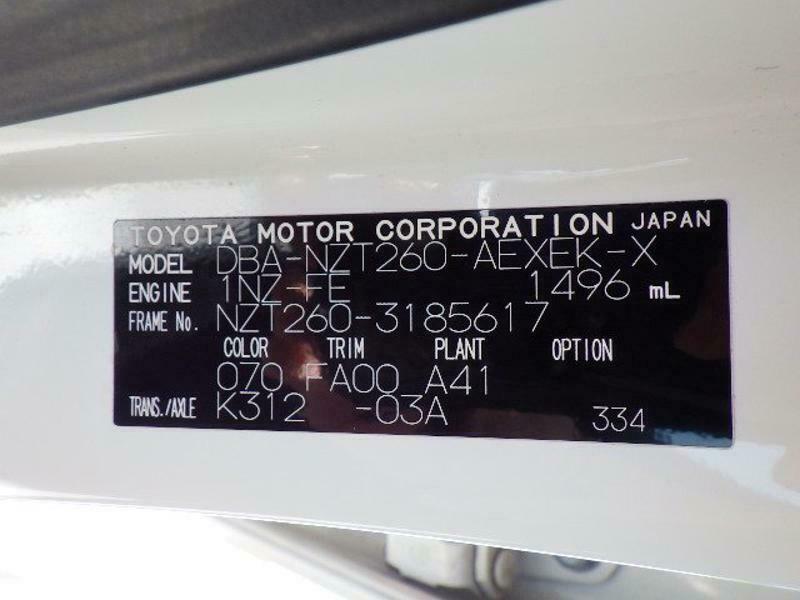 TOYOTA MOTOR CORPORATION JAPAN
MODEL DBA-NZT260-AEXEK-X
ENGINE 1NZ-FE 1496 mL
FRAME No. NZT260-3185617
COLOR TRIM PLANT OPTION
070 FA00 A41
TRANS./AXLE K312 -03A 334